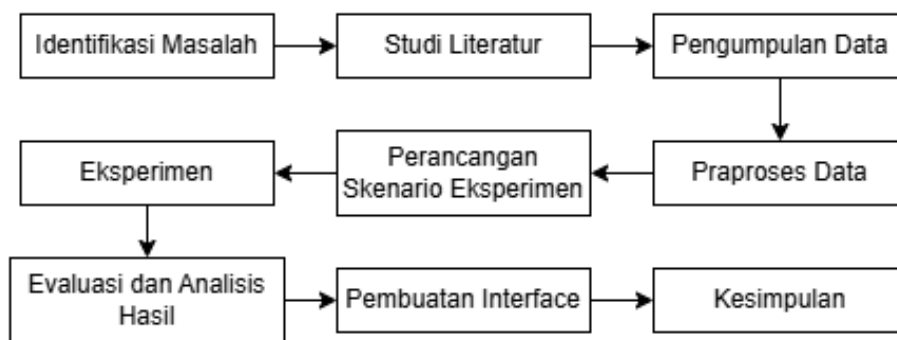 Identifikasi Masalah
Studi Literatur
Pengumpulan Data
Praproses Data
Perancangan
Skenario Eksperimen
Eksperimen
Evaluasi dan Analisis
Hasil
Pembuatan Interface
Kesimpulan